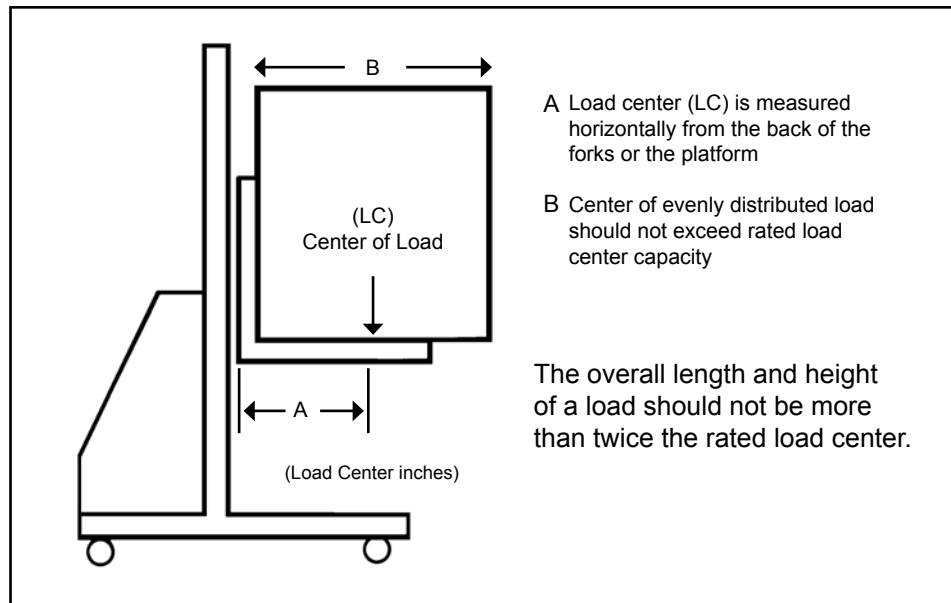 B
A Load center (LC) is measured
horizontally from the back of the
forks or the platform
B Center of evenly distributed load
should not exceed rated load
center capacity
(LC)
Center of Load
The overall length and height
of a load should not be more
than twice the rated load center.
A
(Load Center inches)